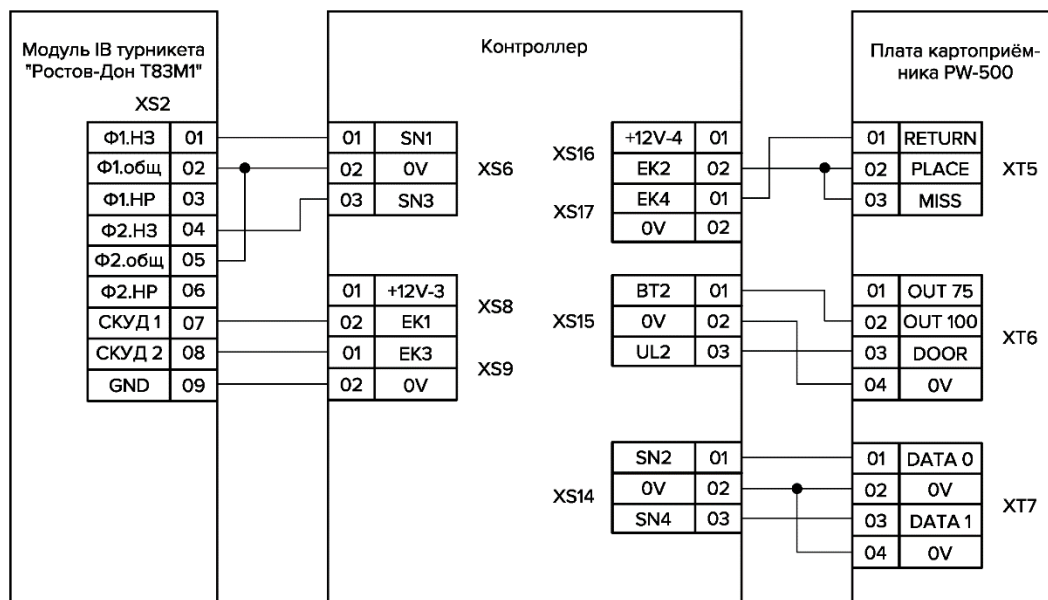 Модуль IB турникета
"Ростов-Дон Т83М1"
XS2
Ф1.НЗ 01
Ф1.общ 02
Ф1.НР 03
Ф2.НЗ 04
Ф2.общ 05
Ф2.НР 06
СКУД 1 07
СКУД 2 08
GND 09
Контроллер
01 SN1
02 0V
03 SN3
XS6
01 +12V-3
02 EK1
XS8
01 EK3
02 0V
XS9
XS16
+12V-4 01
EK2 02
XS17
EK4 01
0V 02
XS15
BT2 01
0V 02
UL2 03
XS14
SN2 01
0V 02
SN4 03
Плата картоприём-
ника PW-500
01 RETURN
02 PLACE
03 MISS
XT5
01 OUT 75
02 OUT 100
03 DOOR
04 0V
XT6
01 DATA 0
02 0V
03 DATA 1
04 0V
XT7